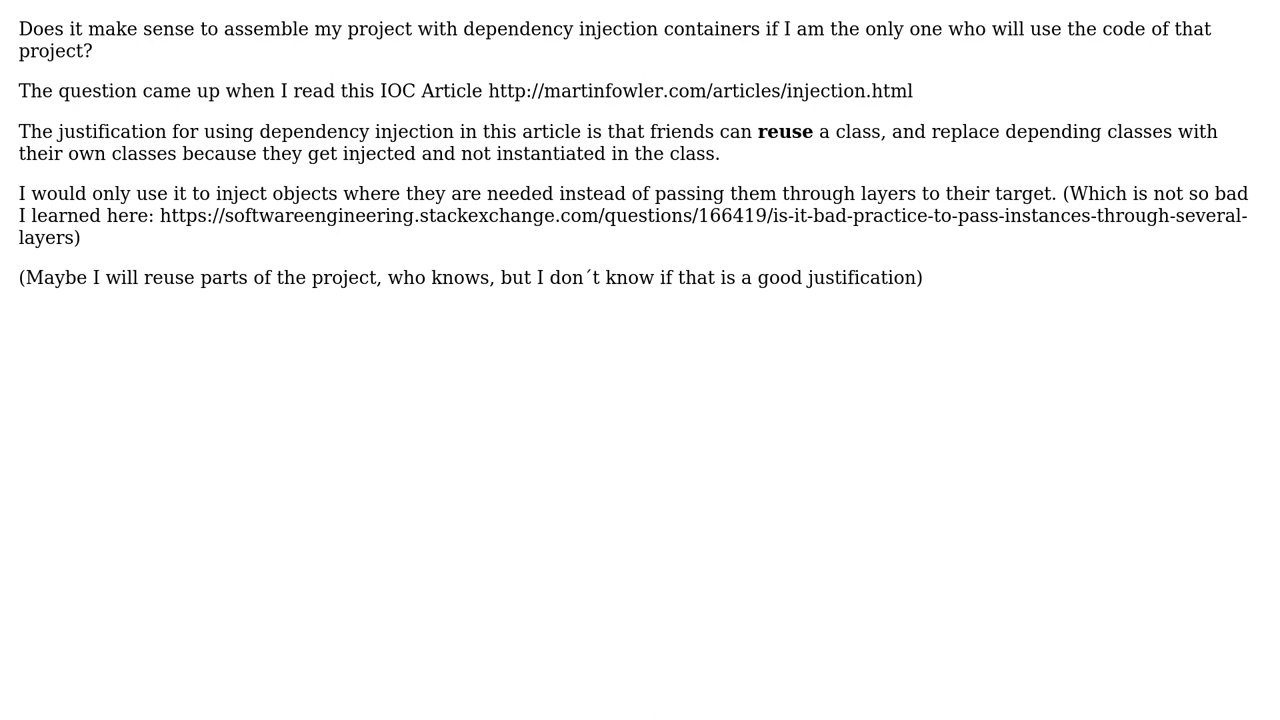 Does it make sense to assemble my project with dependency injection containers if I am the only one who will use the code of that
project?
The question came up when I read this IOC Article http://martinfowler.com/articles/injection.html
The justification for using dependency injection in this article is that friends can reuse a class, and replace depending classes with
their own classes because they get injected and not instantiated in the class.
I would only use it to inject objects where they are needed instead of passing them through layers to their target. (Which is not so bad
I learned here: https://softwareengineering.stackexchange.com/questions/166419/is-it-bad-practice-to-pass-instances-through-several-
layers)
(Maybe I will reuse parts of the project, who knows, but I don´t know if that is a good justification)